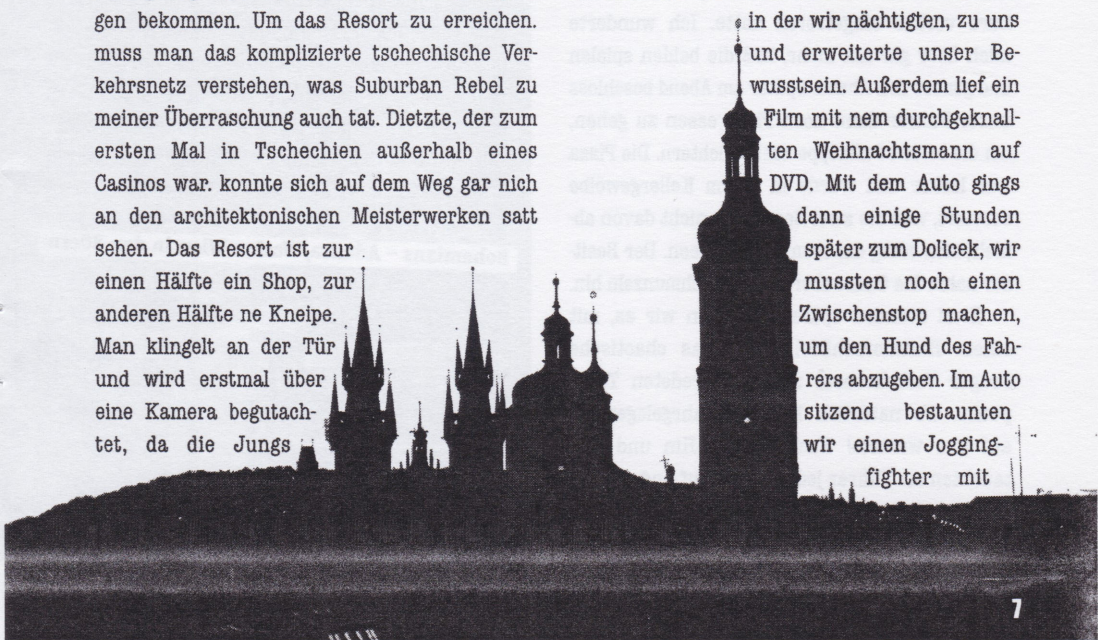 gen bekommen. Um das Resort zu erreichen.
muss man das komplizierte tschechische Ver-
kehrsnetz verstehen, was Suburban Rebel zu
meiner Überraschung auch tat. Dietzte, der zum
ersten Mal in Tschechien außerhalb eines
Casinos war. konnte sich auf dem Weg gar nich
an den architektonischen Meisterwerken satt
sehen. Das Resort ist zur
einen Hälfte ein Shop, zur
anderen Hälfte ne Kneipe.
Man klingelt an der Tür
und wird erstmal über
eine Kamera begutach-
tet, da die Jungs
in der wir nächtigten, zu uns
und erweiterte unser Be-
wusstsein. Außerdem lief ein
Film mit nem durchgeknall-
ten Weihnachtsmann auf
DVD. Mit dem Auto gings
dann einige Stunden
später zum Dolicek, wir
mussten noch einen
Zwischenstop machen,
um den Hund des Fah-
rers abzugeben. Im Auto
sitzend bestaunten
wir einen Jogging-
fighter mit
7